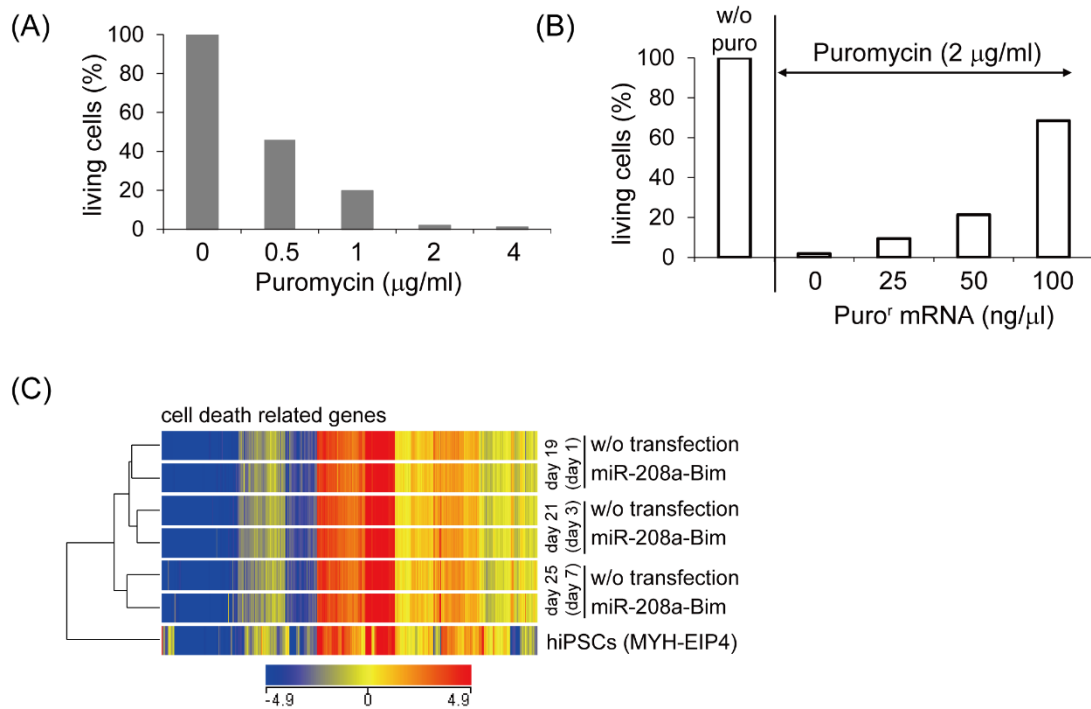 (A)
living cells (%)
100
80
60
40
20
0
0 0.5 1 2 4
Puromycin (μg/ml)
(B)
living cells (%)
w/o
puro
Puromycin (2 μg/ml)
100
80
60
40
20
0
0 25 50 100
Puroʳ mRNA (ng/μl)
(C)
cell death related genes
day 19
(day 1)
w/o transfection
miR-208a-Bim
day 21
(day 3)
w/o transfection
miR-208a-Bim
day 25
(day 7)
w/o transfection
miR-208a-Bim
hiPSCs (MYH-EIP4)
-4.9 0 4.9